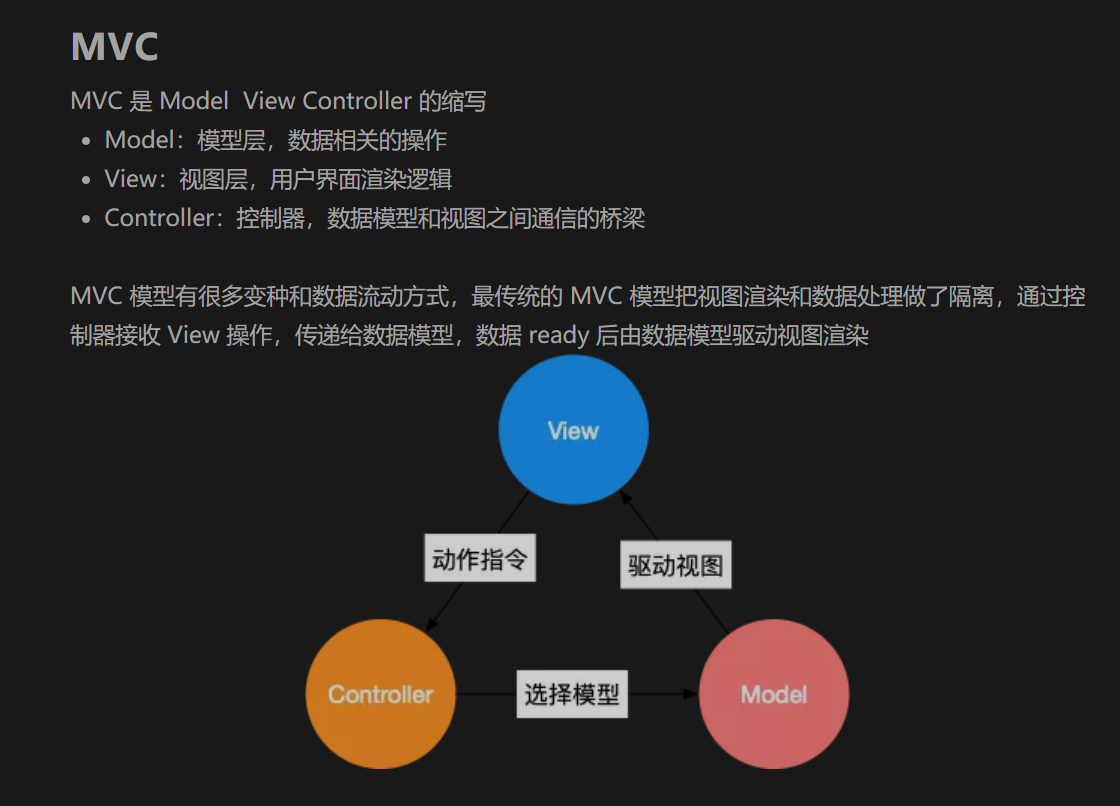 MVC
MVC 是 Model  View Controller 的缩写
• Model：模型层，数据相关的操作
• View：视图层，用户界面渲染逻辑
• Controller：控制器，数据模型和视图之间通信的桥梁
MVC 模型有很多变种和数据流动方式，最传统的 MVC 模型把视图渲染和数据处理做了隔离，通过控
制器接收 View 操作，传递给数据模型，数据 ready 后由数据模型驱动视图渲染
View
动作指令
驱动视图
Controller
选择模型
Model